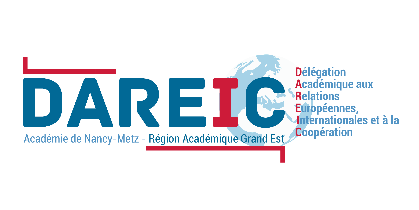 DAREIC
Académie de Nancy-Metz - Région Académique Grand Est
Délégation
Académique aux
Relations
Européennes,
Internationales et à la
Coopération